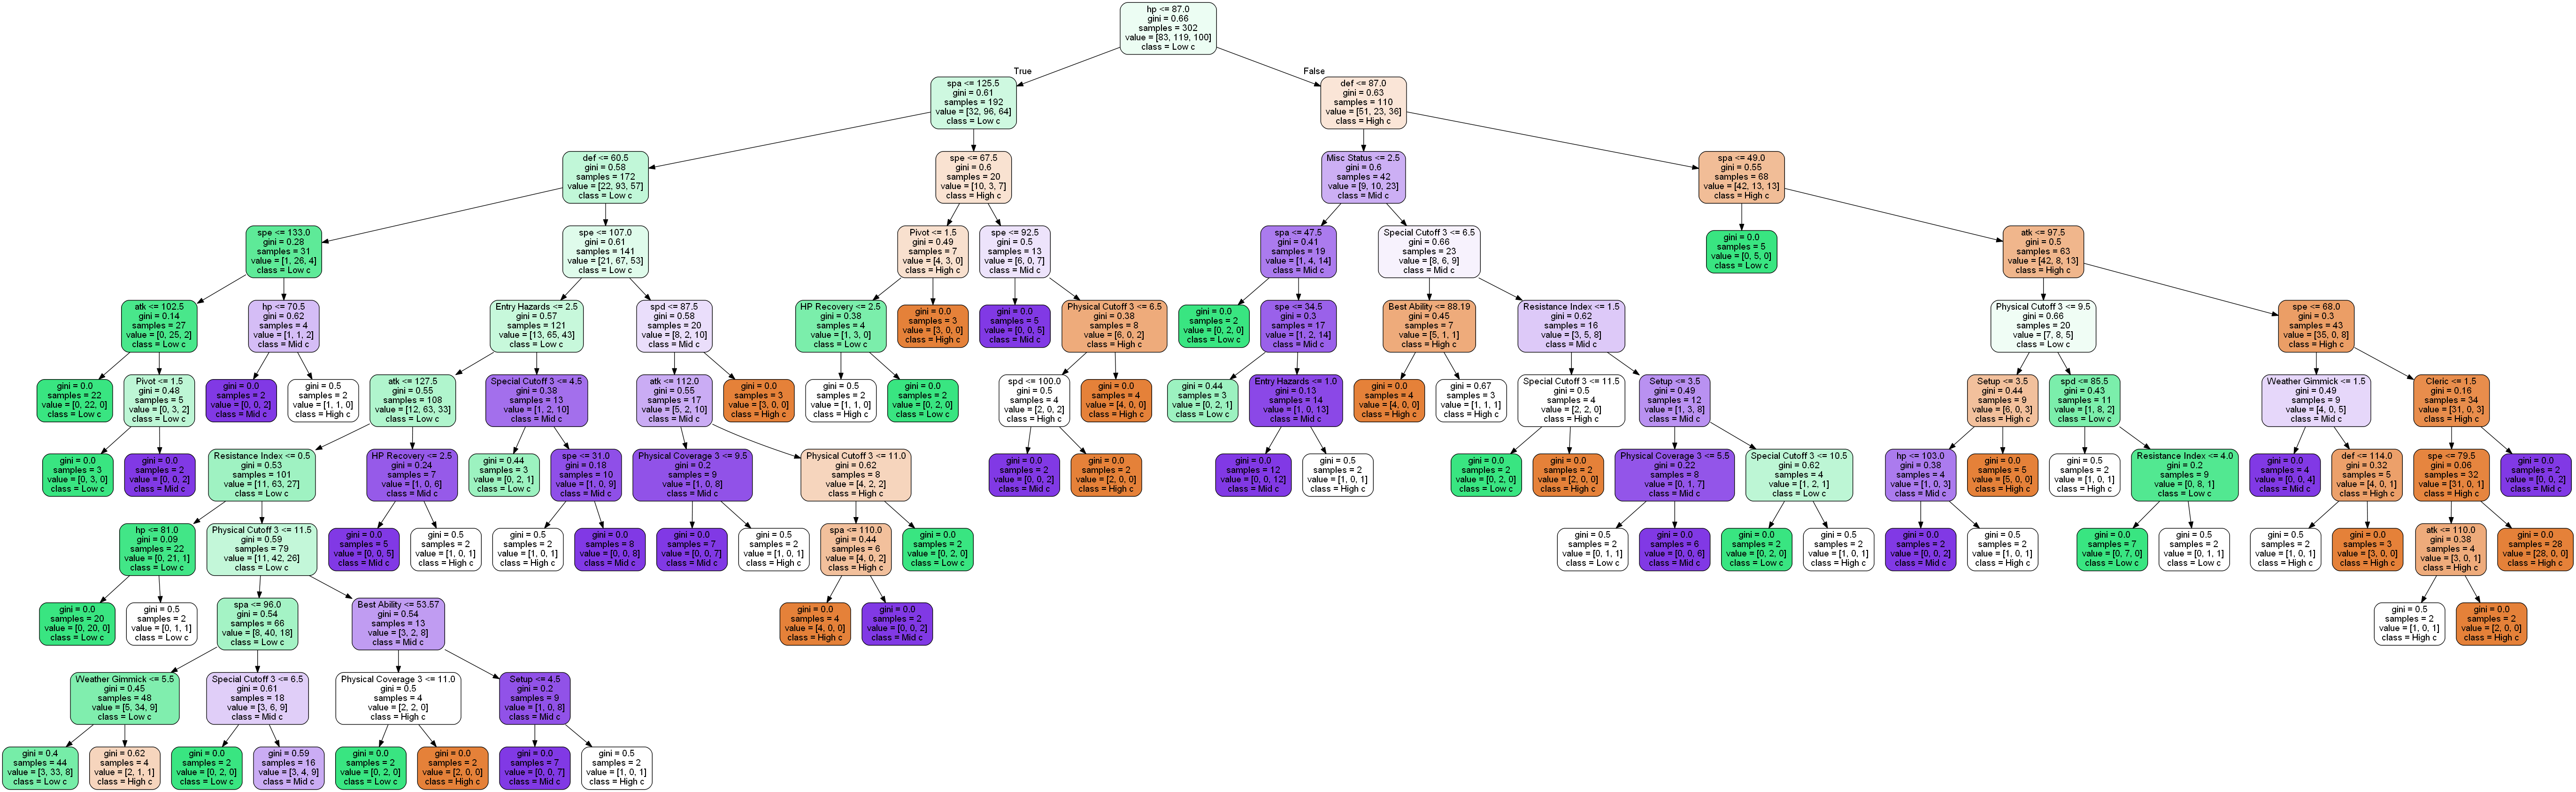 hp <= 87.0
gini = 0.66
samples = 302
value = [83, 119, 100]
class = Low c
True
False
spa <= 125.5
gini = 0.61
samples = 192
value = [32, 96, 64]
class = Low c
def <= 87.0
gini = 0.63
samples = 110
value = [51, 23, 36]
class = High c
def <= 60.5
gini = 0.58
samples = 172
value = [22, 93, 57]
class = Low c
spe <= 67.5
gini = 0.6
samples = 20
value = [10, 3, 7]
class = High c
Misc Status <= 2.5
gini = 0.6
samples = 42
value = [9, 10, 23]
class = Mid c
spa <= 49.0
gini = 0.55
samples = 68
value = [42, 13, 13]
class = High c
spe <= 133.0
gini = 0.28
samples = 31
value = [1, 26, 4]
class = Low c
spe <= 107.0
gini = 0.61
samples = 141
value = [21, 67, 53]
class = Low c
Pivot <= 1.5
gini = 0.49
samples = 7
value = [4, 3, 0]
class = High c
spe <= 92.5
gini = 0.5
samples = 13
value = [6, 0, 7]
class = Mid c
spa <= 47.5
gini = 0.41
samples = 19
value = [1, 4, 14]
class = Mid c
Special Cutoff 3 <= 6.5
gini = 0.66
samples = 23
value = [8, 6, 9]
class = Mid c
gini = 0.0
samples = 5
value = [0, 5, 0]
class = Low c
atk <= 97.5
gini = 0.5
samples = 63
value = [42, 8, 13]
class = High c
atk <= 102.5
gini = 0.14
samples = 27
value = [0, 25, 2]
class = Low c
hp <= 70.5
gini = 0.62
samples = 4
value = [1, 1, 2]
class = Mid c
Entry Hazards <= 2.5
gini = 0.57
samples = 121
value = [13, 65, 43]
class = Low c
spd <= 87.5
gini = 0.58
samples = 20
value = [8, 2, 10]
class = Mid c
HP Recovery <= 2.5
gini = 0.38
samples = 4
value = [1, 3, 0]
class = Low c
gini = 0.0
samples = 3
value = [3, 0, 0]
class = High c
gini = 0.0
samples = 5
value = [0, 0, 5]
class = Mid c
Physical Cutoff 3 <= 6.5
gini = 0.38
samples = 8
value = [6, 0, 2]
class = High c
gini = 0.0
samples = 2
value = [0, 2, 0]
class = Low c
spe <= 34.5
gini = 0.3
samples = 17
value = [1, 2, 14]
class = Mid c
Best Ability <= 88.19
gini = 0.45
samples = 7
value = [5, 1, 1]
class = High c
Resistance Index <= 1.5
gini = 0.62
samples = 16
value = [3, 5, 8]
class = Mid c
Physical Cutoff 3 <= 9.5
gini = 0.66
samples = 20
value = [7, 8, 5]
class = Low c
spe <= 68.0
gini = 0.3
samples = 43
value = [35, 0, 8]
class = High c
gini = 0.0
samples = 22
value = [0, 22, 0]
class = Low c
Pivot <= 1.5
gini = 0.48
samples = 5
value = [0, 3, 2]
class = Low c
gini = 0.0
samples = 2
value = [0, 0, 2]
class = Mid c
gini = 0.5
samples = 2
value = [1, 1, 0]
class = High c
atk <= 127.5
gini = 0.55
samples = 108
value = [12, 63, 33]
class = Low c
Special Cutoff 3 <= 4.5
gini = 0.38
samples = 13
value = [1, 2, 10]
class = Mid c
atk <= 112.0
gini = 0.55
samples = 17
value = [5, 2, 10]
class = Mid c
gini = 0.0
samples = 3
value = [3, 0, 0]
class = High c
gini = 0.5
samples = 2
value = [1, 1, 0]
class = High c
gini = 0.0
samples = 2
value = [0, 2, 0]
class = Low c
spd <= 100.0
gini = 0.5
samples = 4
value = [2, 0, 2]
class = High c
gini = 0.0
samples = 4
value = [4, 0, 0]
class = High c
gini = 0.44
samples = 3
value = [0, 2, 1]
class = Low c
Entry Hazards <= 1.0
gini = 0.13
samples = 14
value = [1, 0, 13]
class = Mid c
gini = 0.0
samples = 4
value = [4, 0, 0]
class = High c
gini = 0.67
samples = 3
value = [1, 1, 1]
class = High c
Special Cutoff 3 <= 11.5
gini = 0.5
samples = 4
value = [2, 2, 0]
class = High c
Setup <= 3.5
gini = 0.49
samples = 12
value = [1, 3, 8]
class = Mid c
Setup <= 3.5
gini = 0.44
samples = 9
value = [6, 0, 3]
class = High c
spd <= 85.5
gini = 0.43
samples = 11
value = [1, 8, 2]
class = Low c
Weather Gimmick <= 1.5
gini = 0.49
samples = 9
value = [4, 0, 5]
class = Mid c
Cleric <= 1.5
gini = 0.16
samples = 34
value = [31, 0, 3]
class = High c
gini = 0.0
samples = 3
value = [0, 3, 0]
class = Low c
gini = 0.0
samples = 2
value = [0, 0, 2]
class = Mid c
Resistance Index <= 0.5
gini = 0.53
samples = 101
value = [11, 63, 27]
class = Low c
HP Recovery <= 2.5
gini = 0.24
samples = 7
value = [1, 0, 6]
class = Mid c
gini = 0.44
samples = 3
value = [0, 2, 1]
class = Low c
spe <= 31.0
gini = 0.18
samples = 10
value = [1, 0, 9]
class = Mid c
Physical Coverage 3 <= 9.5
gini = 0.2
samples = 9
value = [1, 0, 8]
class = Mid c
Physical Cutoff 3 <= 11.0
gini = 0.62
samples = 8
value = [4, 2, 2]
class = High c
gini = 0.0
samples = 2
value = [0, 0, 2]
class = Mid c
gini = 0.0
samples = 2
value = [2, 0, 0]
class = High c
gini = 0.0
samples = 12
value = [0, 0, 12]
class = Mid c
gini = 0.5
samples = 2
value = [1, 0, 1]
class = High c
gini = 0.0
samples = 2
value = [0, 2, 0]
class = Low c
gini = 0.0
samples = 2
value = [2, 0, 0]
class = High c
Physical Coverage 3 <= 5.5
gini = 0.22
samples = 8
value = [0, 1, 7]
class = Mid c
Special Cutoff 3 <= 10.5
gini = 0.62
samples = 4
value = [1, 2, 1]
class = Low c
hp <= 103.0
gini = 0.38
samples = 4
value = [1, 0, 3]
class = Mid c
gini = 0.0
samples = 5
value = [5, 0, 0]
class = High c
gini = 0.5
samples = 2
value = [1, 0, 1]
class = High c
Resistance Index <= 4.0
gini = 0.2
samples = 9
value = [0, 8, 1]
class = Low c
gini = 0.0
samples = 4
value = [0, 0, 4]
class = Mid c
def <= 114.0
gini = 0.32
samples = 5
value = [4, 0, 1]
class = High c
spe <= 79.5
gini = 0.06
samples = 32
value = [31, 0, 1]
class = High c
gini = 0.0
samples = 2
value = [0, 0, 2]
class = Mid c
hp <= 81.0
gini = 0.09
samples = 22
value = [0, 21, 1]
class = Low c
Physical Cutoff 3 <= 11.5
gini = 0.59
samples = 79
value = [11, 42, 26]
class = Low c
gini = 0.0
samples = 5
value = [0, 0, 5]
class = Mid c
gini = 0.5
samples = 2
value = [1, 0, 1]
class = High c
gini = 0.5
samples = 2
value = [1, 0, 1]
class = High c
gini = 0.0
samples = 8
value = [0, 0, 8]
class = Mid c
gini = 0.0
samples = 7
value = [0, 0, 7]
class = Mid c
gini = 0.5
samples = 2
value = [1, 0, 1]
class = High c
spa <= 110.0
gini = 0.44
samples = 6
value = [4, 0, 2]
class = High c
gini = 0.0
samples = 2
value = [0, 2, 0]
class = Low c
gini = 0.5
samples = 2
value = [0, 1, 1]
class = Low c
gini = 0.0
samples = 6
value = [0, 0, 6]
class = Mid c
gini = 0.0
samples = 2
value = [0, 2, 0]
class = Low c
gini = 0.5
samples = 2
value = [1, 0, 1]
class = High c
gini = 0.0
samples = 2
value = [0, 0, 2]
class = Mid c
gini = 0.5
samples = 2
value = [1, 0, 1]
class = High c
gini = 0.0
samples = 7
value = [0, 7, 0]
class = Low c
gini = 0.5
samples = 2
value = [0, 1, 1]
class = Low c
gini = 0.5
samples = 2
value = [1, 0, 1]
class = High c
gini = 0.0
samples = 3
value = [3, 0, 0]
class = High c
atk <= 110.0
gini = 0.38
samples = 4
value = [3, 0, 1]
class = High c
gini = 0.0
samples = 28
value = [28, 0, 0]
class = High c
gini = 0.0
samples = 20
value = [0, 20, 0]
class = Low c
gini = 0.5
samples = 2
value = [0, 1, 1]
class = Low c
spa <= 96.0
gini = 0.54
samples = 66
value = [8, 40, 18]
class = Low c
Best Ability <= 53.57
gini = 0.54
samples = 13
value = [3, 2, 8]
class = Mid c
gini = 0.0
samples = 4
value = [4, 0, 0]
class = High c
gini = 0.0
samples = 2
value = [0, 0, 2]
class = Mid c
gini = 0.5
samples = 2
value = [1, 0, 1]
class = High c
gini = 0.0
samples = 2
value = [2, 0, 0]
class = High c
Weather Gimmick <= 5.5
gini = 0.45
samples = 48
value = [5, 34, 9]
class = Low c
Special Cutoff 3 <= 6.5
gini = 0.61
samples = 18
value = [3, 6, 9]
class = Mid c
Physical Coverage 3 <= 11.0
gini = 0.5
samples = 4
value = [2, 2, 0]
class = High c
Setup <= 4.5
gini = 0.2
samples = 9
value = [1, 0, 8]
class = Mid c
gini = 0.4
samples = 44
value = [3, 33, 8]
class = Low c
gini = 0.62
samples = 4
value = [2, 1, 1]
class = High c
gini = 0.0
samples = 2
value = [0, 2, 0]
class = Low c
gini = 0.59
samples = 16
value = [3, 4, 9]
class = Mid c
gini = 0.0
samples = 2
value = [0, 2, 0]
class = Low c
gini = 0.0
samples = 2
value = [2, 0, 0]
class = High c
gini = 0.0
samples = 7
value = [0, 0, 7]
class = Mid c
gini = 0.5
samples = 2
value = [1, 0, 1]
class = High c